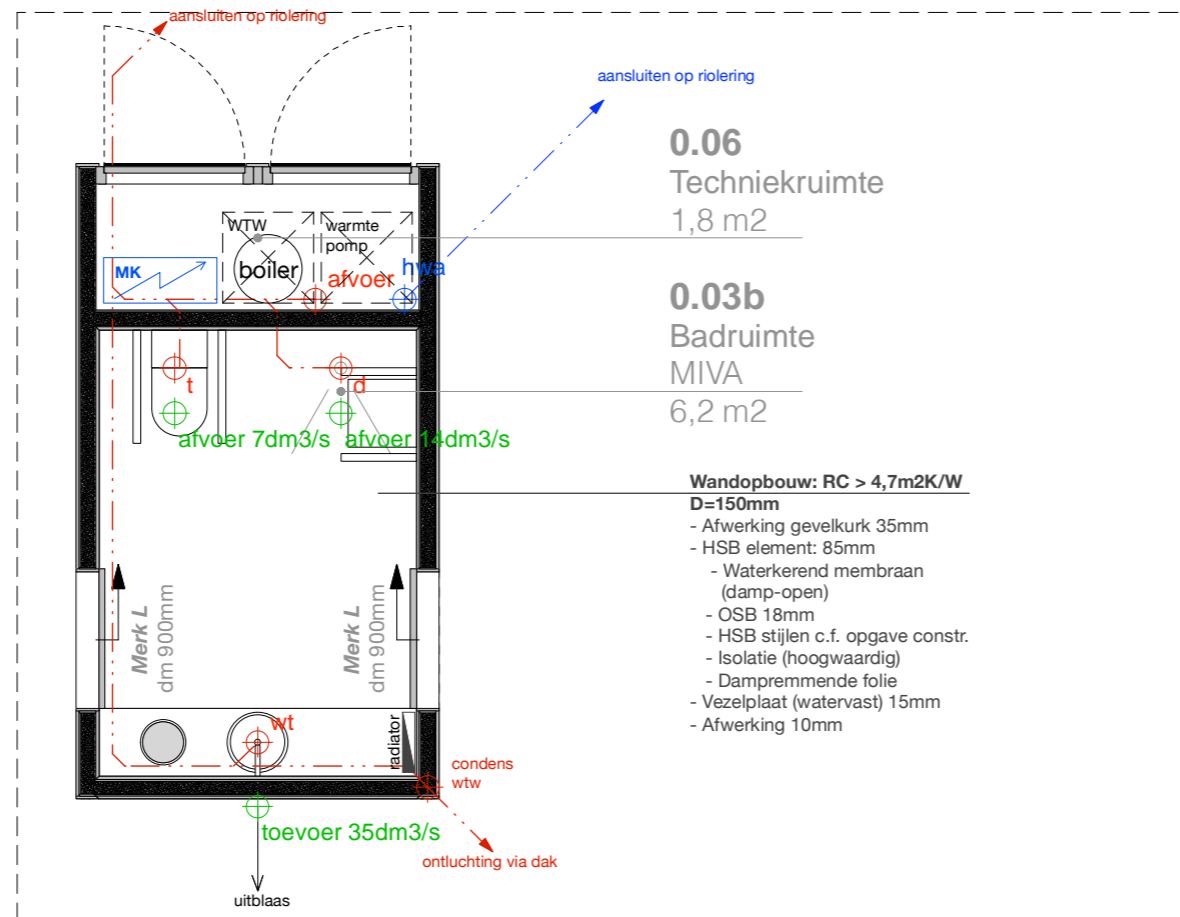 aansluiten op riolering
aansluiten op riolering
0.06
Techniekruimte
1,8 m2
WTW
warmte
pomp
boiler
MK
afvoer
hwa
0.03b
Badruimte
MIVA
6,2 m2
t
d
afvoer 7dm3/s
afvoer 14dm3/s
Wandopbouw: RC > 4,7m2K/W
D=150mm
- Afwerking gevelkurk 35mm
- HSB element: 85mm
- Waterkerend membraan
(damp-open)
- OSB 18mm
- HSB stijlen c.f. opgave constr.
- Isolatie (hoogwaardig)
- Dampremmende folie
- Vezelplaat (watervast) 15mm
- Afwerking 10mm
Merk L
dm 900mm
Merk L
dm 900mm
wt
radiator
condens
wtw
toevoer 35dm3/s
ontluchting via dak
uitblaas